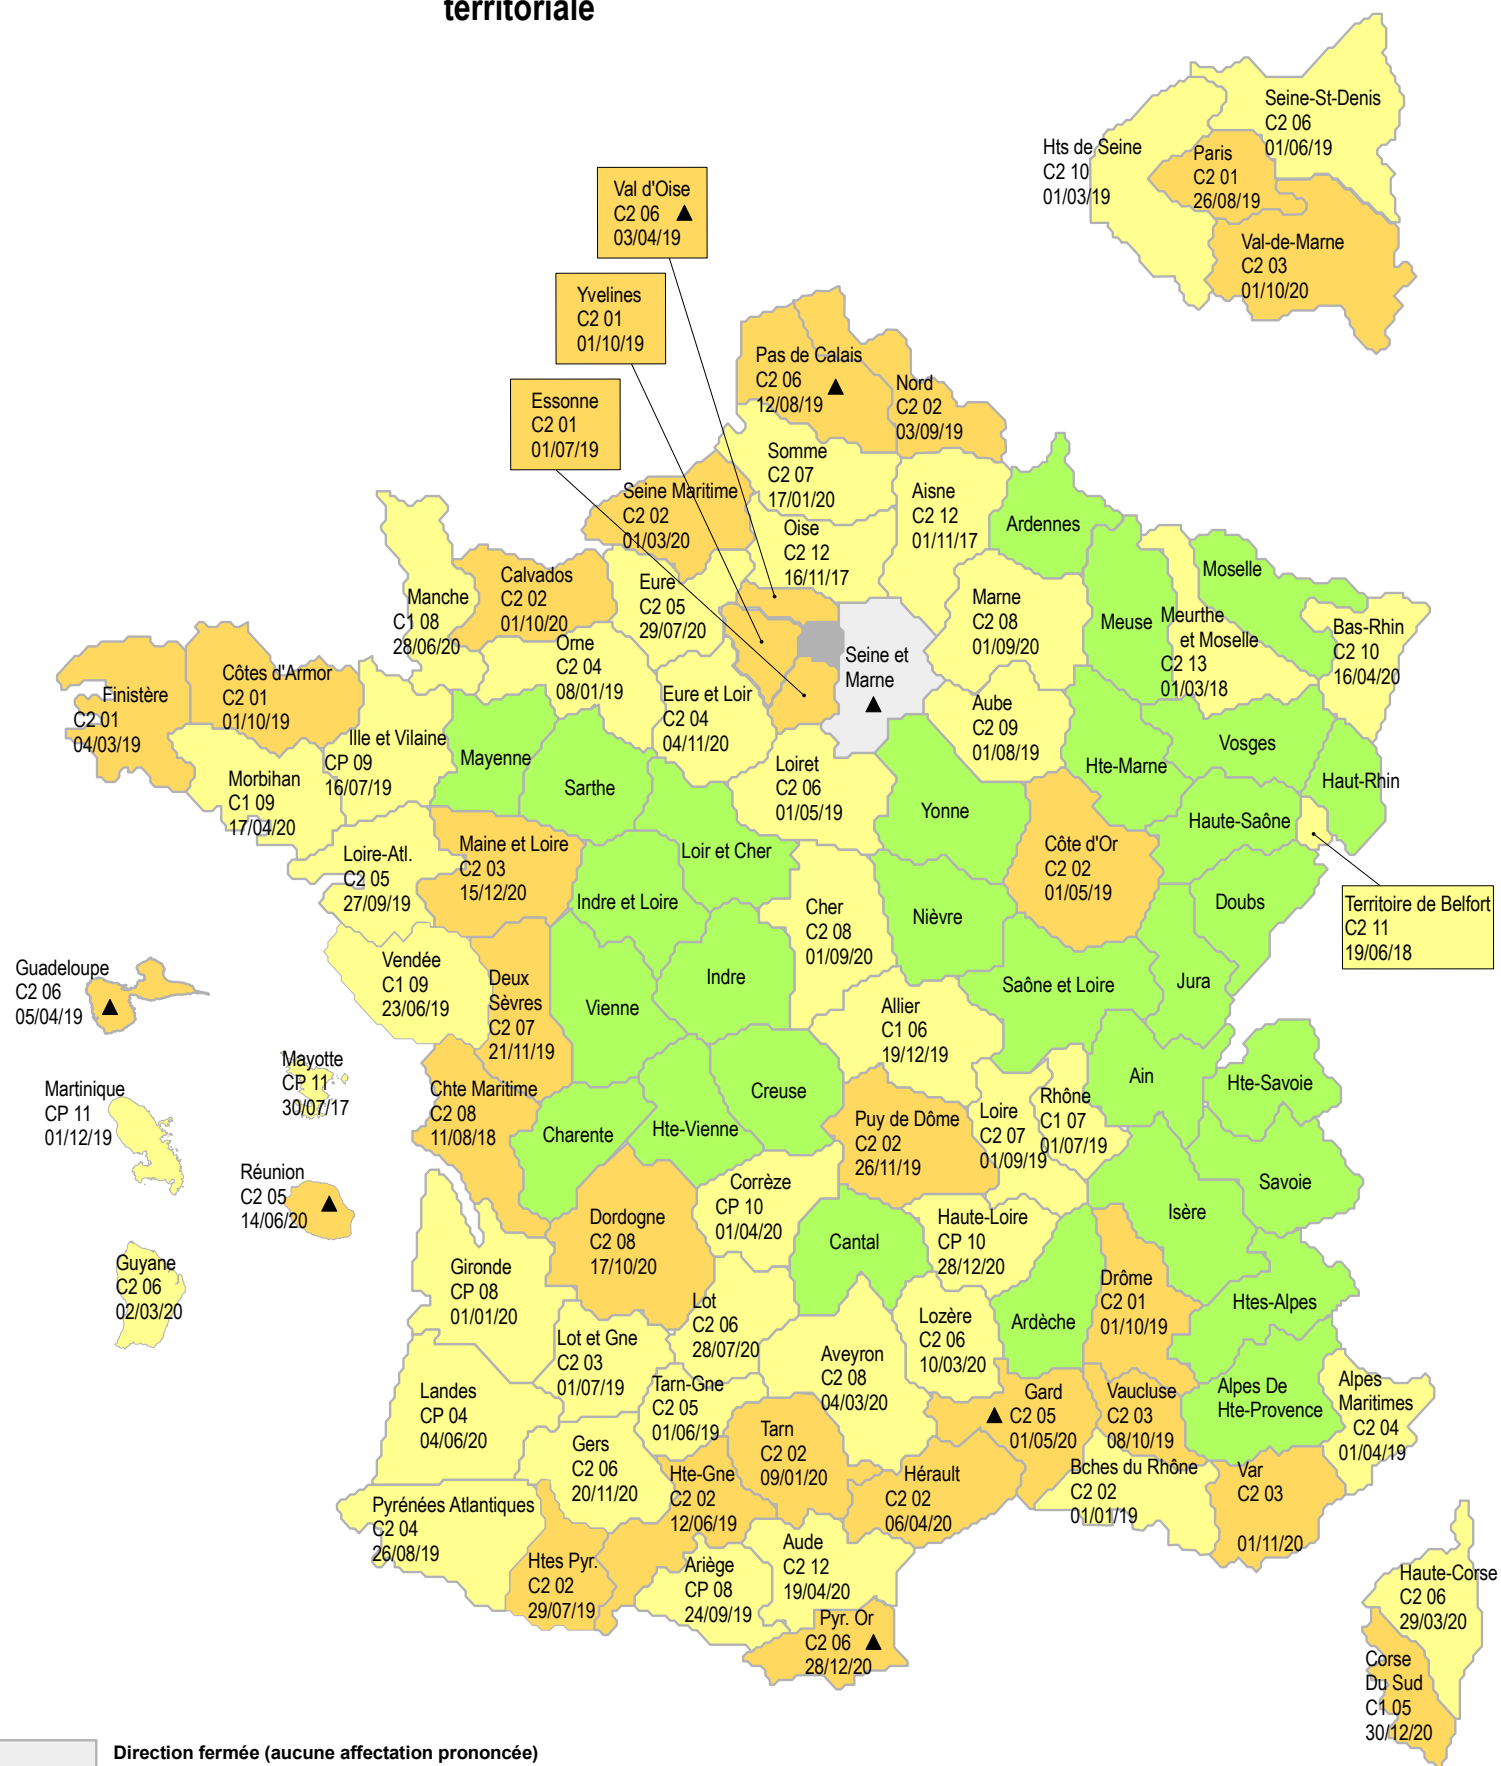 territoriale
Seine-St-Denis
C2 06
01/06/19
Hts de Seine
C2 10
01/03/19
Paris
C2 01
26/08/19
Val-de-Marne
C2 03
01/10/20
Val d'Oise
C2 06
03/04/19
Yvelines
C2 01
01/10/19
Essonne
C2 01
01/07/19
Pas de Calais
C2 06
12/08/19
Nord
C2 02
03/09/19
Somme
C2 07
17/01/20
Seine Maritime
C2 02
01/03/20
Aisne
C2 12
01/11/17
Oise
C2 12
16/11/17
Ardennes
Moselle
Calvados
C2 02
01/10/20
Eure
C2 05
29/07/20
Manche
C1 08
28/06/20
Marne
C2 08
01/09/20
Meuse
Meurthe
et Moselle
C2 13
01/03/18
Bas-Rhin
C2 10
16/04/20
Orne
C2 04
08/01/19
Seine et
Marne
Finistère
C2 01
04/03/19
Côtes d'Armor
C2 01
01/10/19
Eure et Loir
C2 04
04/11/20
Aube
C2 09
01/08/19
Ille et Vilaine
CP 09
16/07/19
Mayenne
Sarthe
Loiret
C2 06
01/05/19
Hte-Marne
Vosges
Haut-Rhin
Morbihan
C1 09
17/04/20
Yonne
Haute-Saône
Loire-Atl.
C2 05
27/09/19
Maine et Loire
C2 03
15/12/20
Loir et Cher
Côte d'Or
C2 02
01/05/19
Indre et Loire
Cher
C2 08
01/09/20
Nièvre
Doubs
Territoire de Belfort
C2 11
19/06/18
Guadeloupe
C2 06
05/04/19
Vendée
C1 09
23/06/19
Deux
Sèvres
C2 07
21/11/19
Vienne
Indre
Allier
C1 06
19/12/19
Saône et Loire
Jura
Mayotte
CP 11
30/07/17
Martinique
CP 11
01/12/19
Chte Maritime
C2 08
11/08/18
Charente
Hte-Vienne
Creuse
Puy de Dôme
C2 02
26/11/19
Loire
C2 07
01/09/19
Rhône
C1 07
01/07/19
Ain
Hte-Savoie
Réunion
C2 05
14/06/20
Corrèze
CP 10
01/04/20
Savoie
Isère
Dordogne
C2 08
17/10/20
Cantal
Haute-Loire
CP 10
28/12/20
Guyane
C2 06
02/03/20
Gironde
CP 08
01/01/20
Drôme
C2 01
01/10/19
Htes-Alpes
Lot
C2 06
28/07/20
Lozère
C2 06
10/03/20
Ardèche
Lot et Gne
C2 03
01/07/19
Aveyron
C2 08
04/03/20
Landes
CP 04
04/06/20
Tarn-Gne
C2 05
01/06/19
Gard
C2 05
01/05/20
Vaucluse
C2 03
08/10/19
Alpes De
Hte-Provence
Alpes
Maritimes
C2 04
01/04/19
Gers
C2 06
20/11/20
Tarn
C2 02
09/01/20
Hte-Gne
C2 02
12/06/19
Hérault
C2 02
06/04/20
Bches du Rhône
C2 02
01/01/19
Var
C2 03
01/11/20
Pyrénées Atlantiques
C2 04
26/08/19
Htes Pyr.
C2 02
29/07/19
Ariège
CP 08
24/09/19
Aude
C2 12
19/04/20
Pyr. Or
C2 06
28/12/20
Haute-Corse
C2 06
29/03/20
Corse
Du Sud
C1 05
30/12/20
Direction fermée (aucune affectation prononcée)